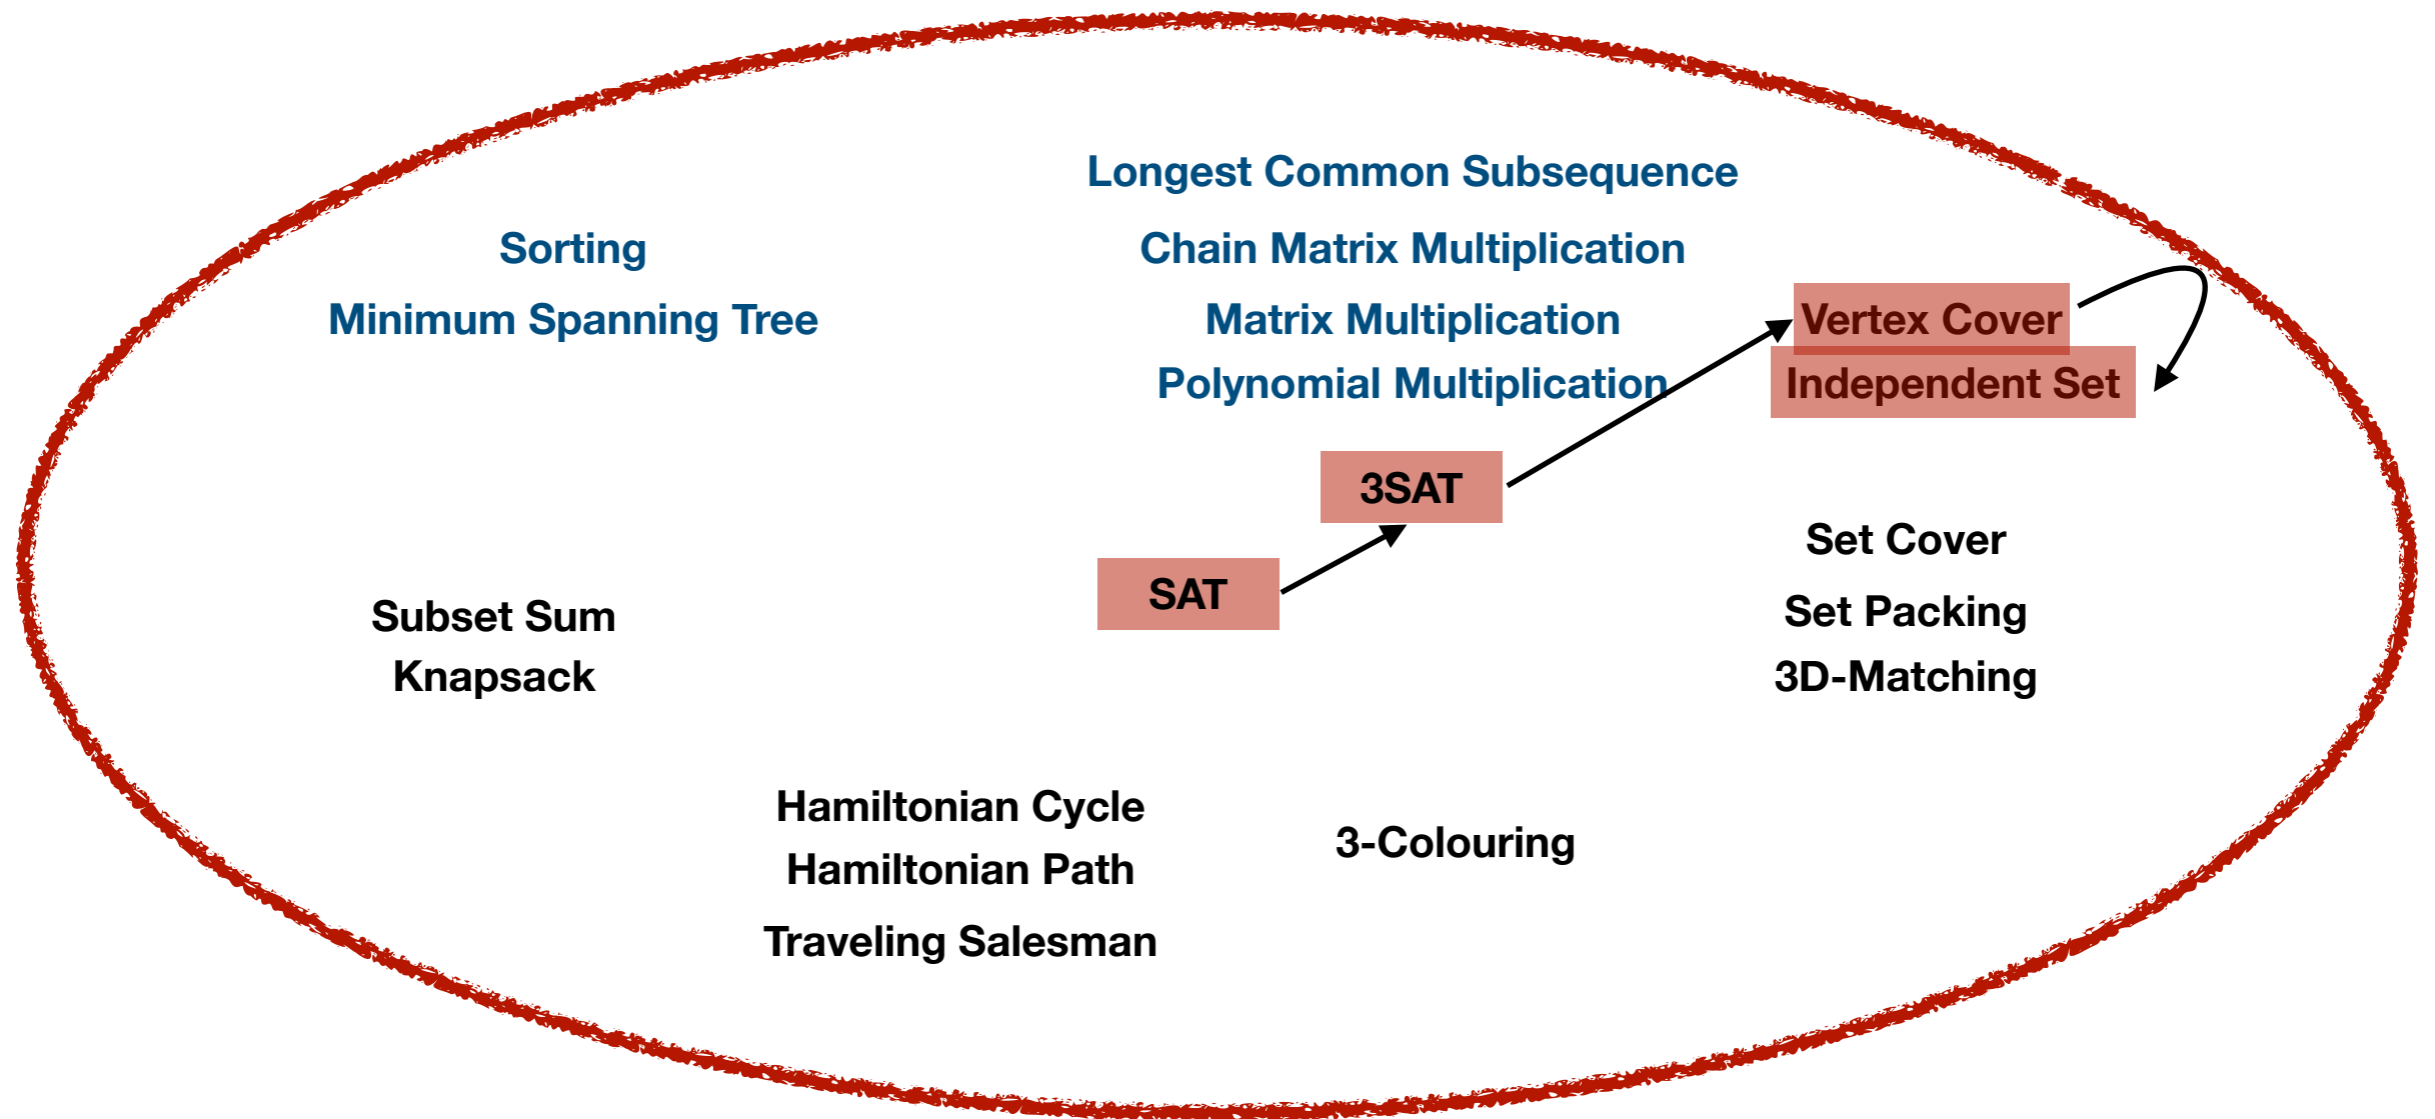 Longest Common Subsequence
Sorting
Chain Matrix Multiplication
Minimum Spanning Tree
Matrix Multiplication
Vertex Cover
Polynomial Multiplication
Independent Set
3SAT
Set Cover
SAT
Subset Sum
Set Packing
Knapsack
3D-Matching
Hamiltonian Cycle
3-Colouring
Hamiltonian Path
Traveling Salesman